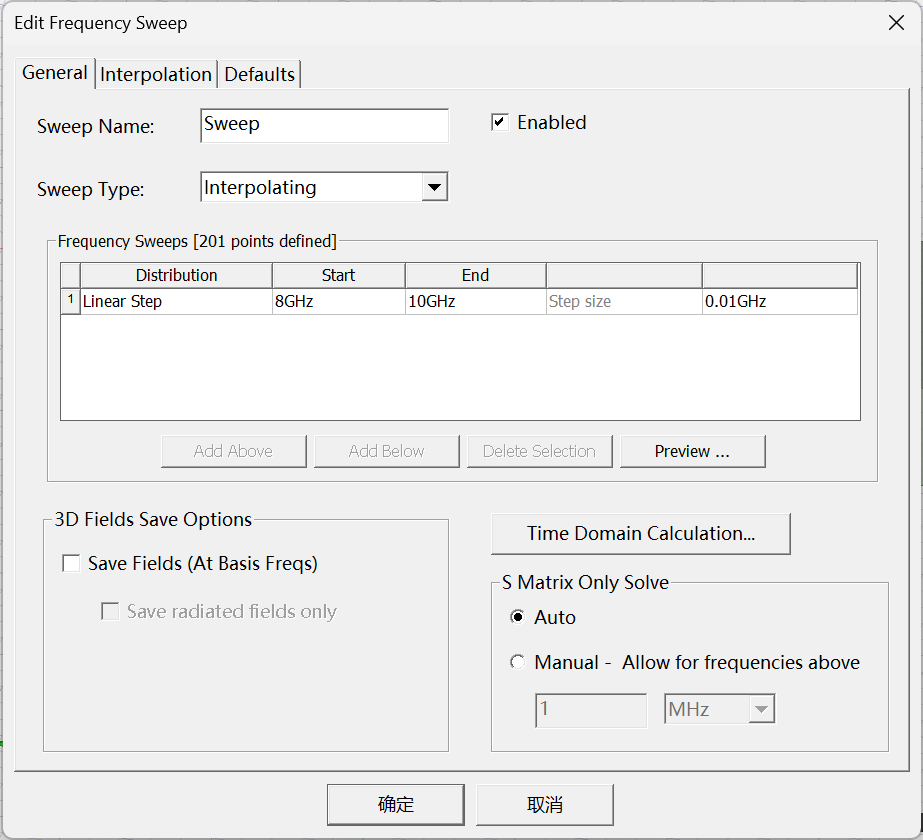 Edit Frequency Sweep
General Interpolation Defaults
Sweep Name: Sweep Enabled
Sweep Type: Interpolating
Frequency Sweeps [201 points defined]
Distribution Start End
1 Linear Step 8GHz 10GHz Step size 0.01GHz
Add Above Add Below Delete Selection Preview ...
3D Fields Save Options
Save Fields (At Basis Freqs)
Save radiated fields only
Time Domain Calculation...
S Matrix Only Solve
Auto
Manual - Allow for frequencies above
1 MHz
确定 取消